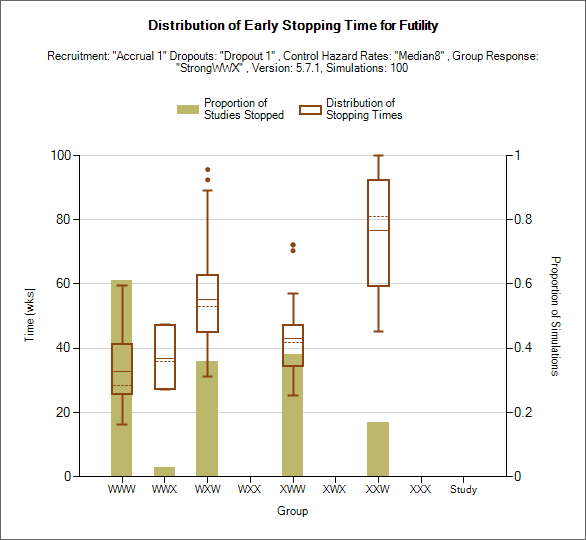 Distribution of Early Stopping Time for Futility
Recruitment: "Accrual 1" Dropouts: "Dropout 1" , Control Hazard Rates: "Median8" , Group Response:
"StrongWWX" , Version: 5.7.1, Simulations: 100
Proportion of
Studies Stopped
Distribution of
Stopping Times
100
80
60
40
20
0
1
0.8
0.6
0.4
0.2
0
Time (wks|
Proportion of Simulations
WWW WWX WXW WXX XWW XWX XXW XXX Study
Group